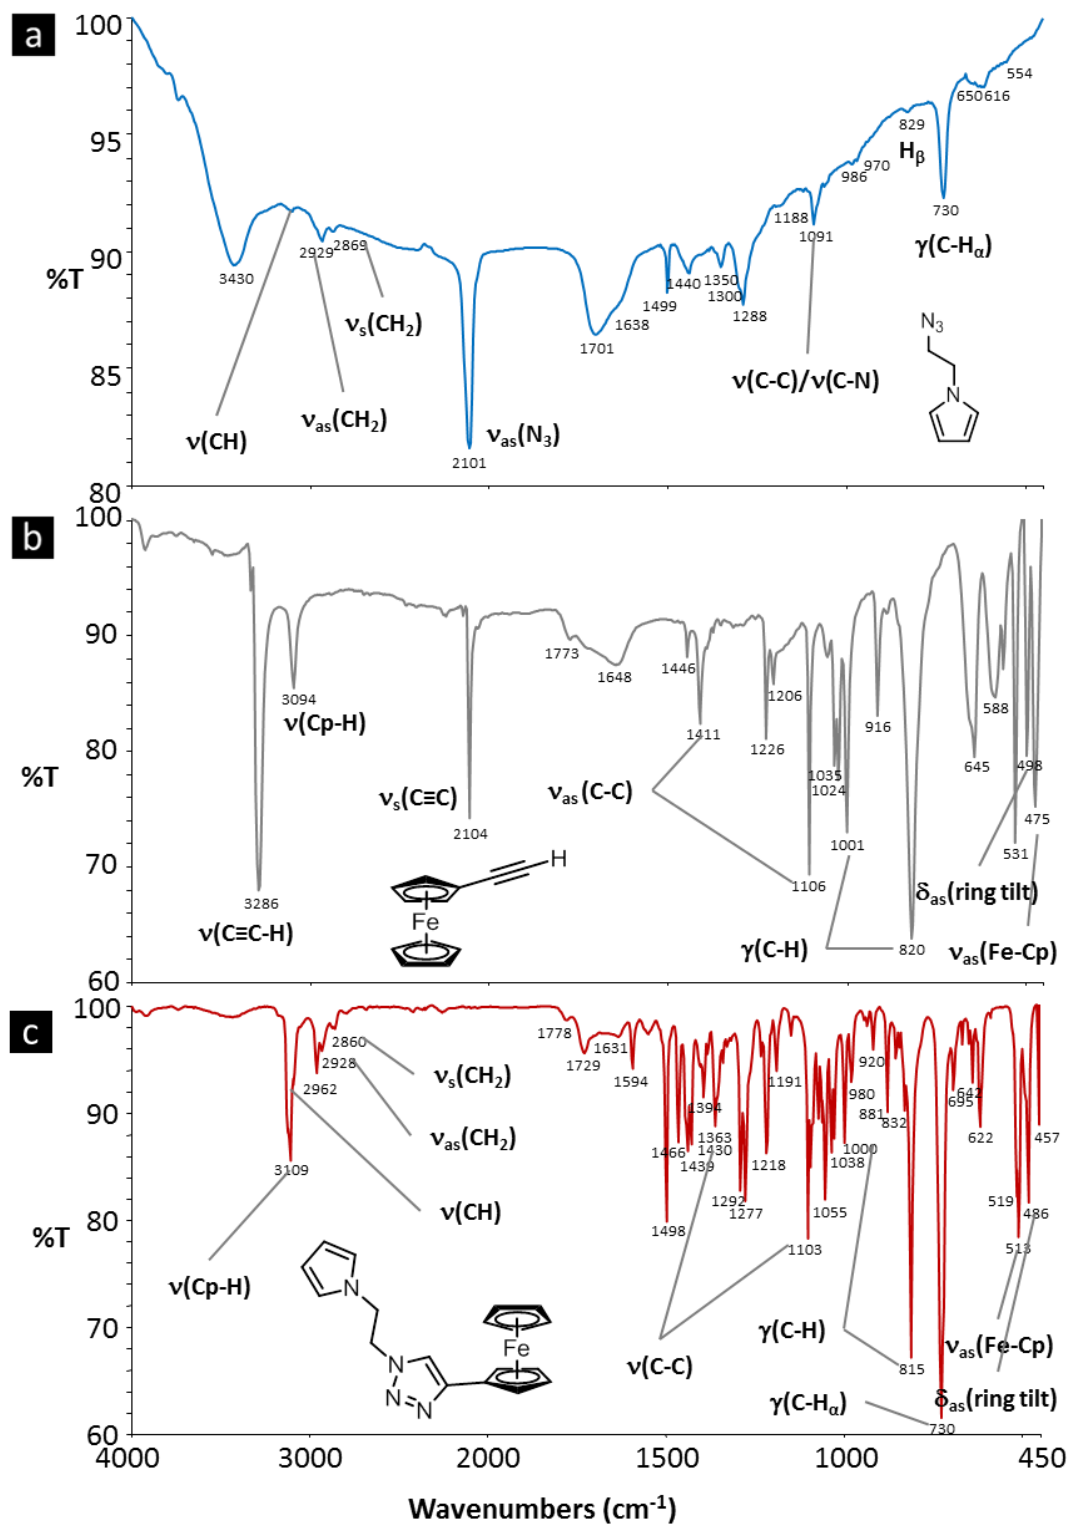 a
100
95
90
85
80
%T
3430
2929
2869
νs(CH2)
ν(CH)
νas(CH2)
2101
νas(N3)
1701
1638
1499
1440
1350
1300
1288
1188
1091
ν(C-C)/ν(C-N)
986
970
829
Hβ
730
γ(C-Hα)
650
616
554
N3
N
b
100
90
80
70
60
%T
3286
ν(C≡C-H)
3094
ν(Cp-H)
νs(C≡C)
2104
1773
1648
νas(C-C)
1446
1411
1226
1206
1106
1035
1024
1001
γ(C-H)
916
820
645
588
531
498
475
δas(ring tilt)
νas(Fe-Cp)
H
Fe
c
100
90
80
70
60
%T
3109
ν(Cp-H)
2962
2928
2860
νs(CH2)
νas(CH2)
ν(CH)
1778
1729
1631
1594
1498
1466
1439
1430
1394
1363
1292
1277
1218
1191
1103
1055
1038
1000
980
920
881
832
815
730
695
642
622
519
513
486
457
ν(C-C)
γ(C-H)
γ(C-Hα)
νas(Fe-Cp)
δas(ring tilt)
N
N
N
N
Fe
4000
3000
2000
1500
1000
450
Wavenumbers (cm-1)